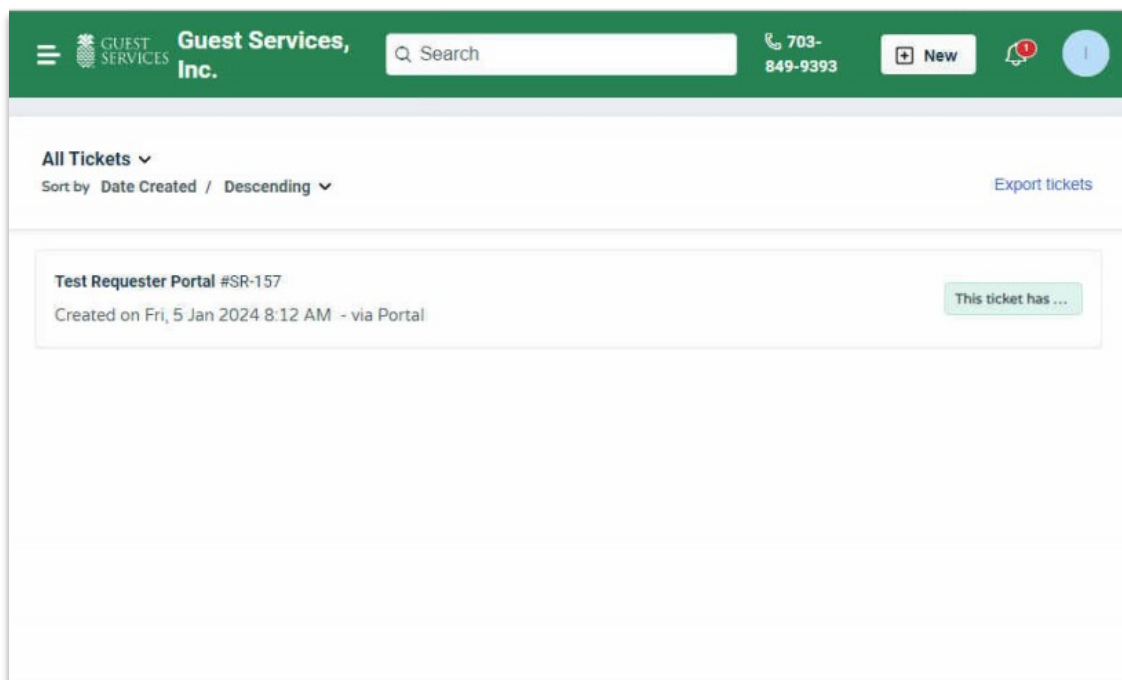 GUEST
SERVICES
Guest Services,
Inc.
Search
703-
849-9393
New
1
I
All Tickets
Sort by Date Created / Descending
Export tickets
Test Requester Portal #SR-157
This ticket has ...
Created on Fri, 5 Jan 2024 8:12 AM - via Portal